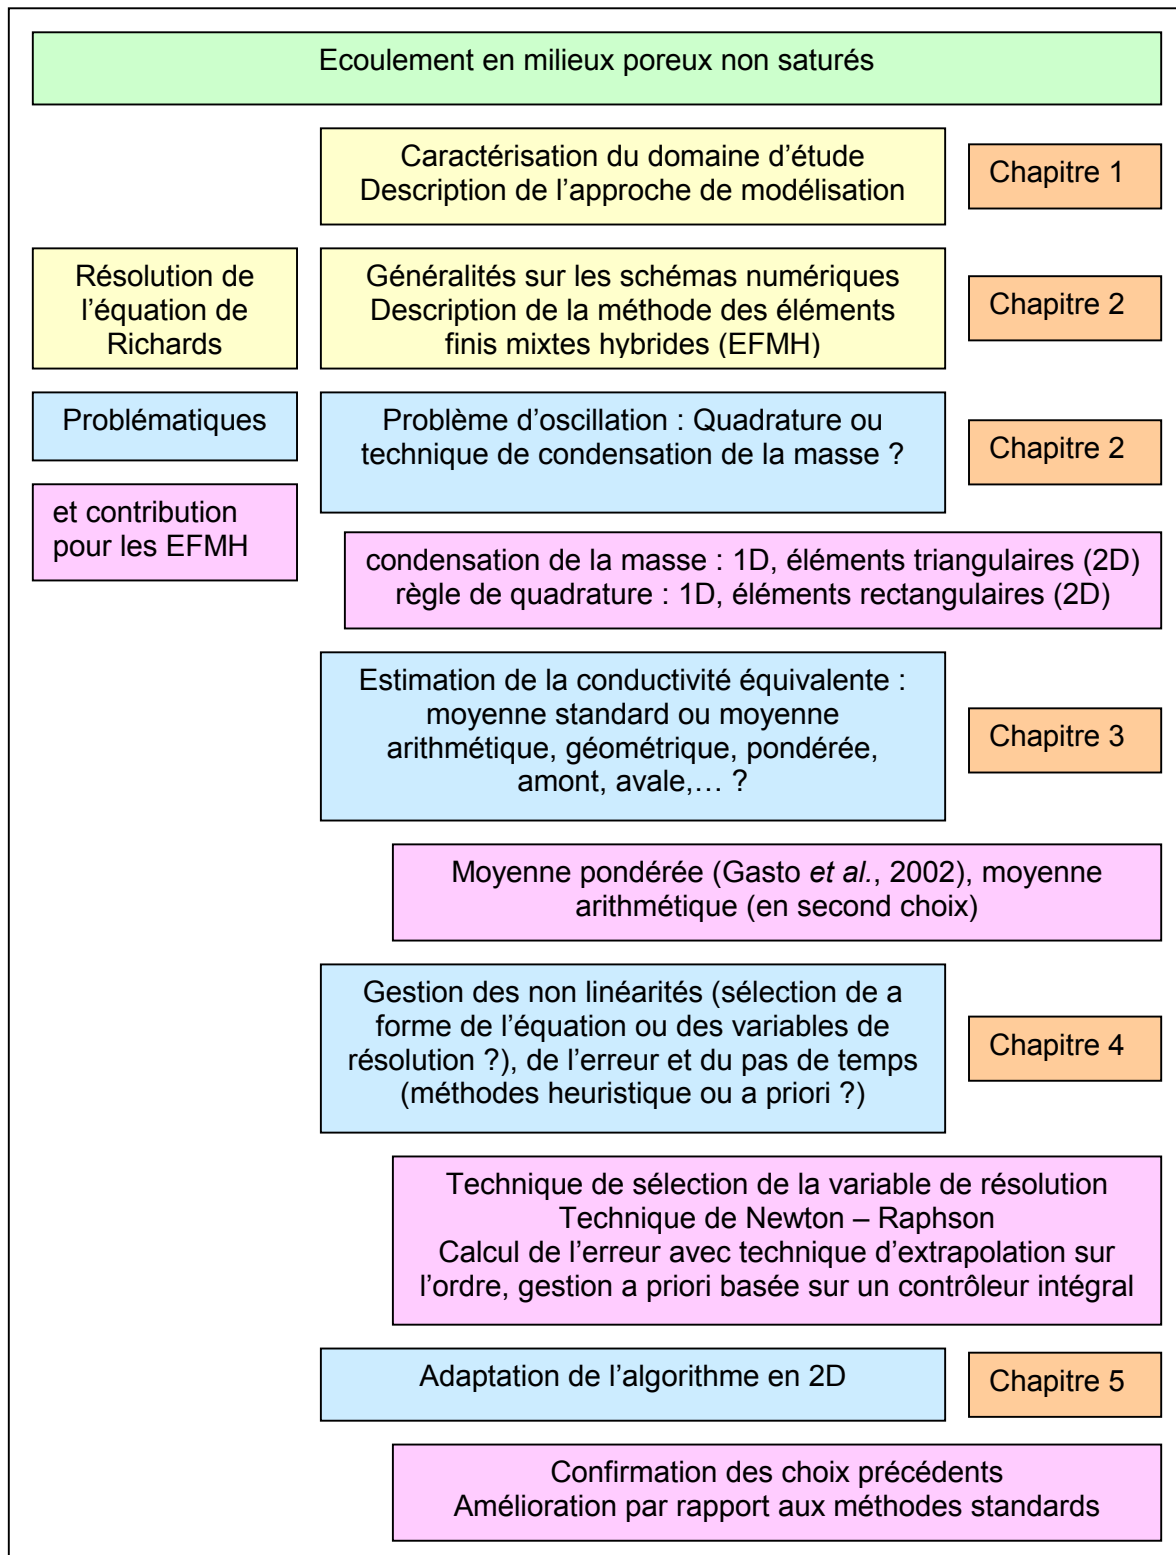 Ecoulement en milieux poreux non saturés
Caractérisation du domaine d'étude
Description de l'approche de modélisation
Chapitre 1
Résolution de
l'équation de
Richards
Généralités sur les schémas numériques
Description de la méthode des éléments
finis mixtes hybrides (EFMH)
Chapitre 2
Problématiques
Problème d'oscillation : Quadrature ou
technique de condensation de la masse ?
Chapitre 2
et contribution
pour les EFMH
condensation de la masse : 1D, éléments triangulaires (2D)
règle de quadrature : 1D, éléments rectangulaires (2D)
Estimation de la conductivité équivalente :
moyenne standard ou moyenne
arithmétique, géométrique, pondérée,
amont, avale,… ?
Chapitre 3
Moyenne pondérée (Gasto et al., 2002), moyenne
arithmétique (en second choix)
Gestion des non linéarités (sélection de a
forme de l'équation ou des variables de
résolution ?), de l'erreur et du pas de temps
(méthodes heuristique ou a priori ?)
Chapitre 4
Technique de sélection de la variable de résolution
Technique de Newton – Raphson
Calcul de l'erreur avec technique d'extrapolation sur
l'ordre, gestion a priori basée sur un contrôleur intégral
Adaptation de l'algorithme en 2D
Chapitre 5
Confirmation des choix précédents
Amélioration par rapport aux méthodes standards